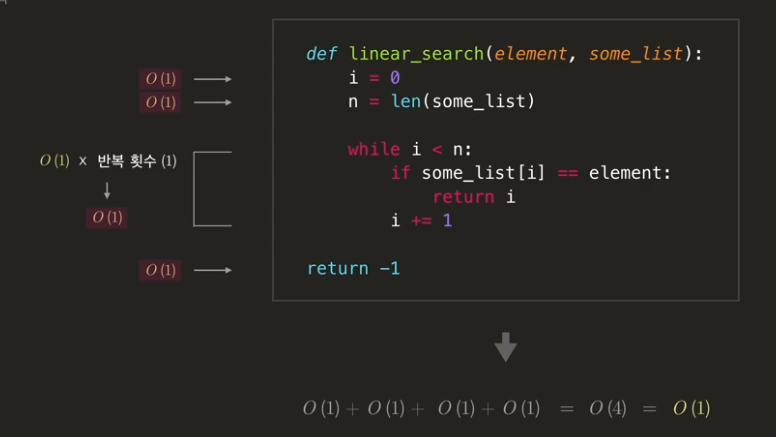 def linear_search(element, some_list):
O(1) i = 0
O(1) n = len(some_list)
while i < n:
O(1) x 반복 횟수 (1)
if some_list[i] == element:
return i
O(1)
i += 1
O(1) return -1
O(1) + O(1) + O(1) + O(1) = O(4) = O(1)